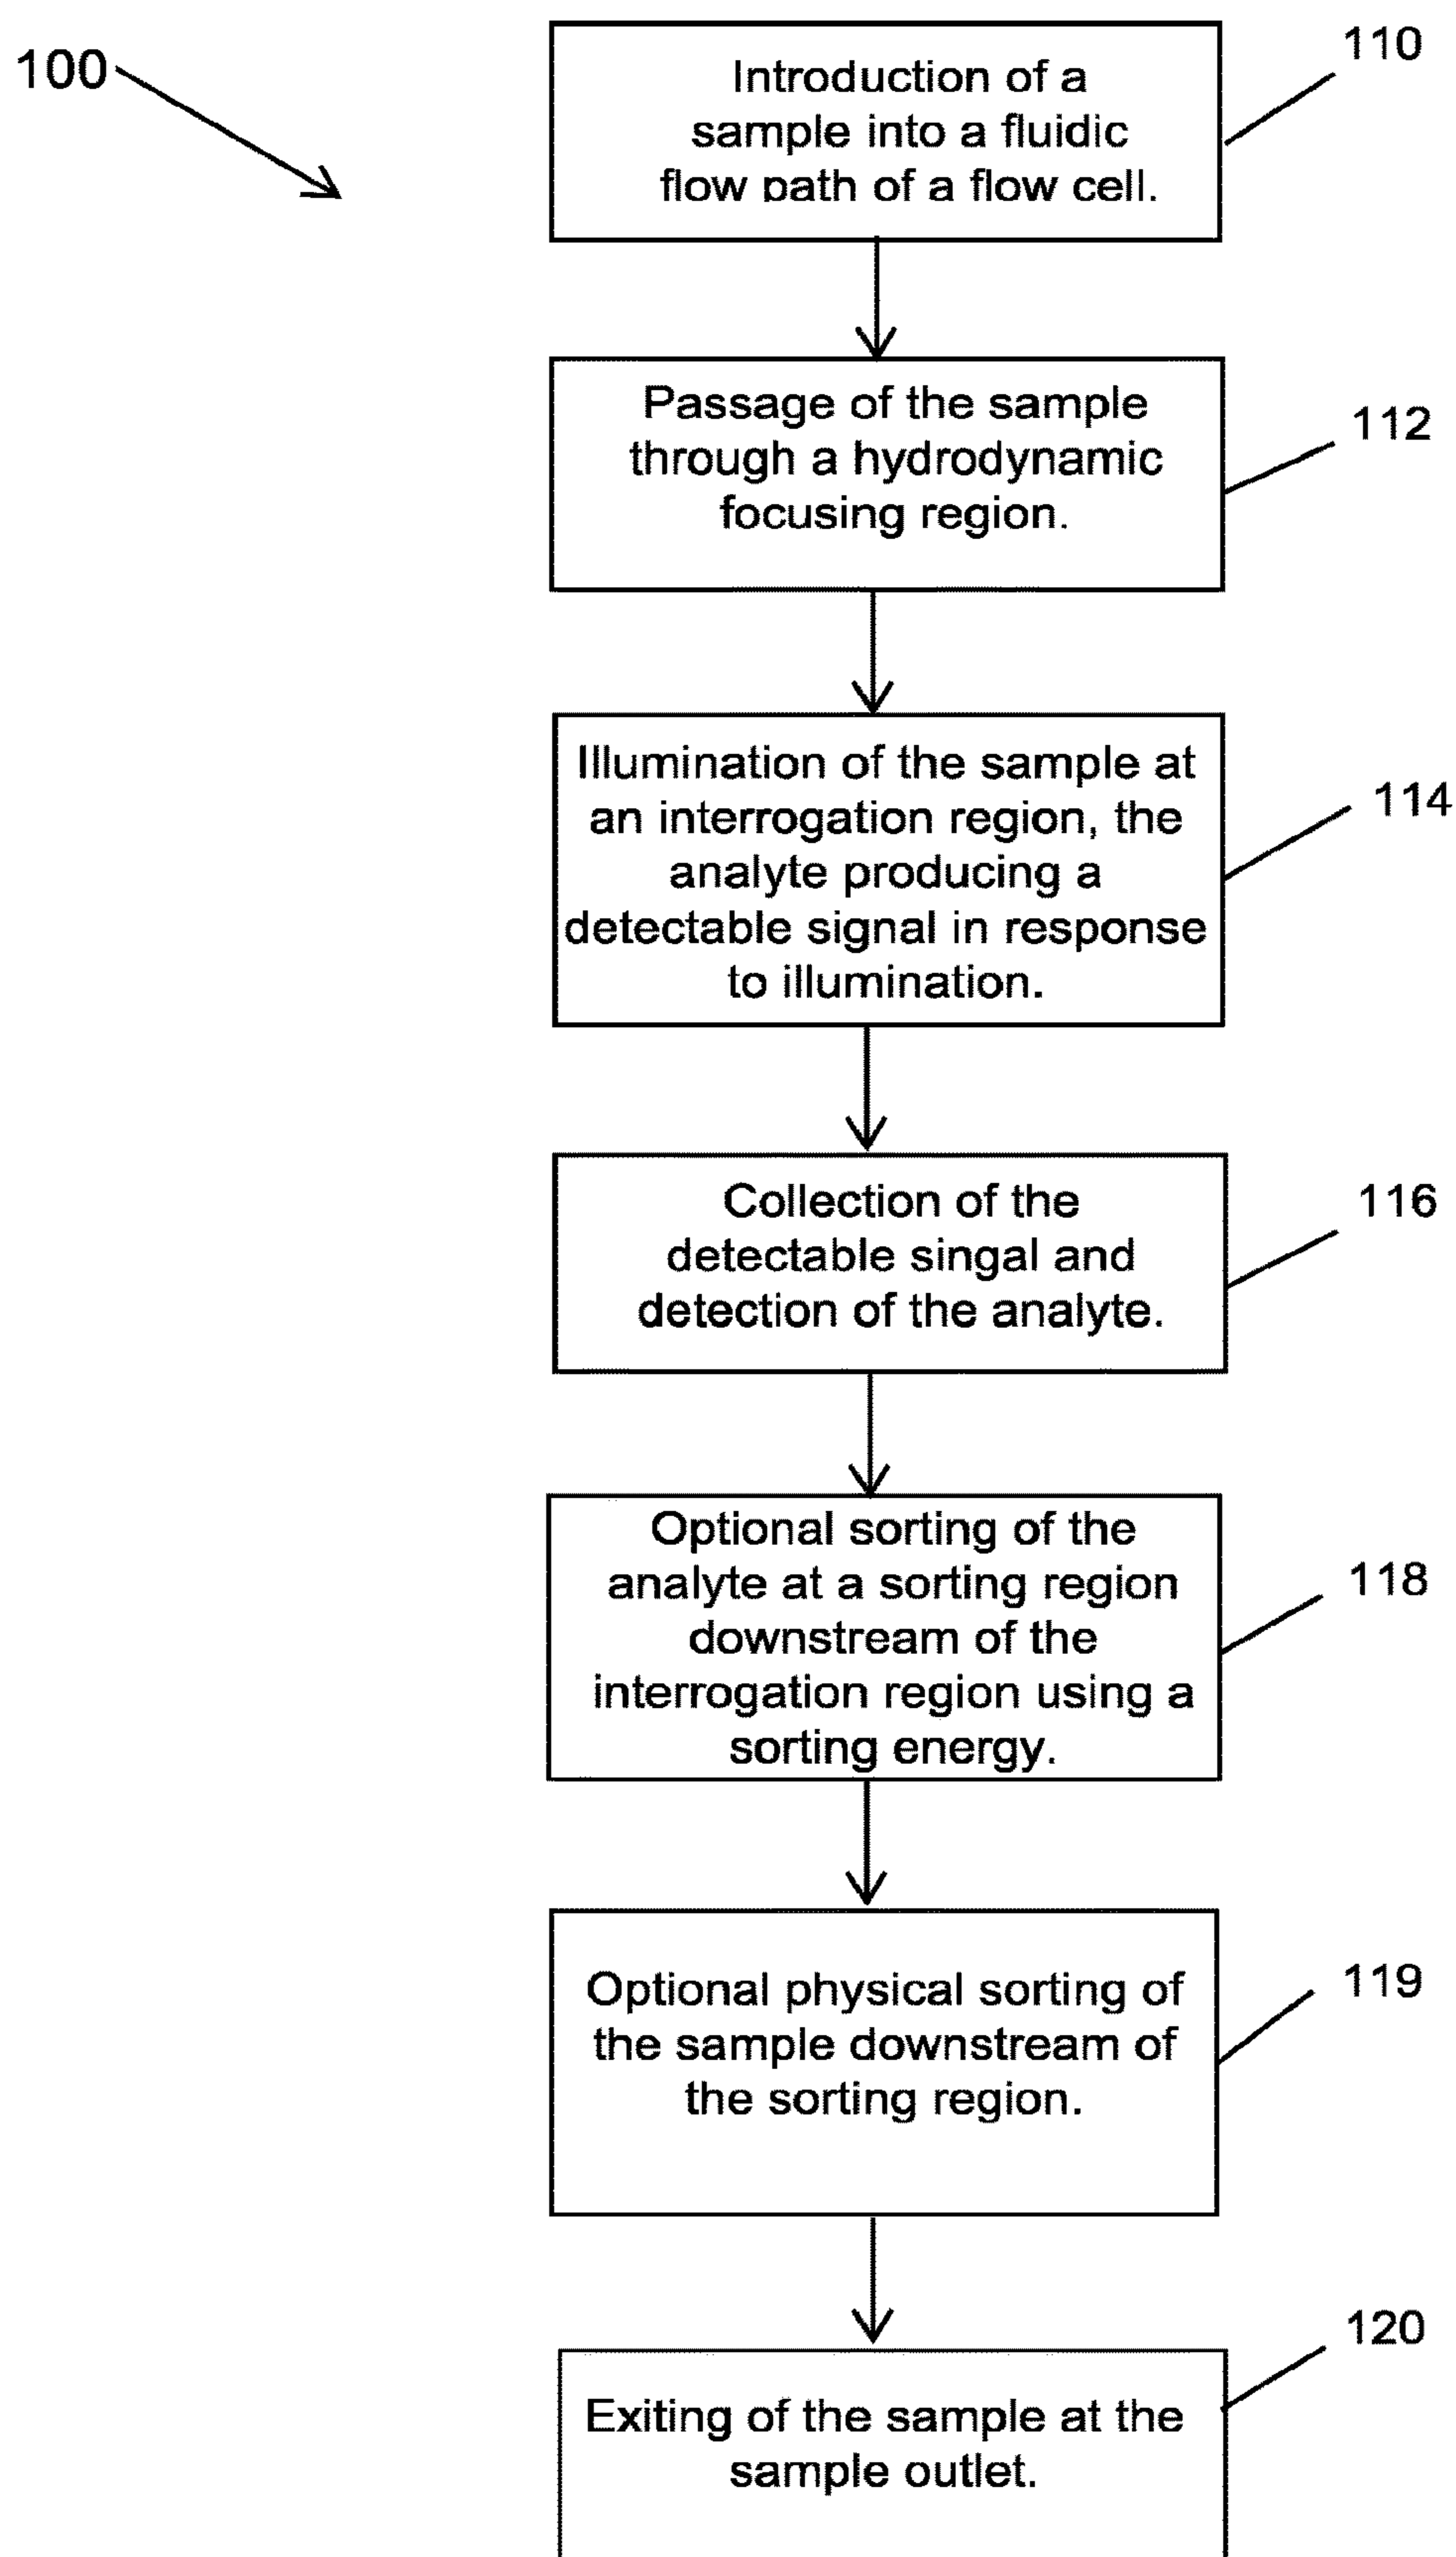 100
110
Introduction of a
sample into a fluidic
flow path of a flow cell.
112
Passage of the sample
through a hydrodynamic
focusing region.
114
Illumination of the sample at
an interrogation region, the
analyte producing a
detectable signal in response
to illumination.
116
Collection of the
detectable singal and
detection of the analyte.
118
Optional sorting of the
analyte at a sorting region
downstream of the
interrogation region using a
sorting energy.
119
Optional physical sorting of
the sample downstream of
the sorting region.
120
Exiting of the sample at the
sample outlet.